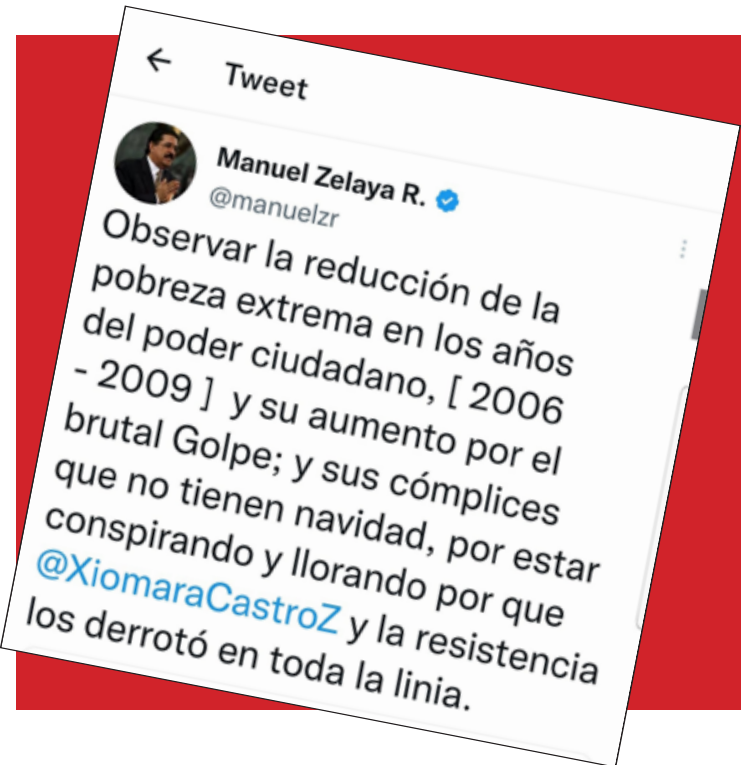 Tweet
Manuel Zelaya R.
@manuelzr
Observar la reducción de la
pobreza extrema en los años
del poder ciudadano, [ 2006
- 2009 ] y su aumento por el
brutal Golpe; y sus cómplices
que no tienen navidad, por estar
conspirando y llorando por que
@XiomaraCastroZ y la resistencia
los derrotó en toda la linia.